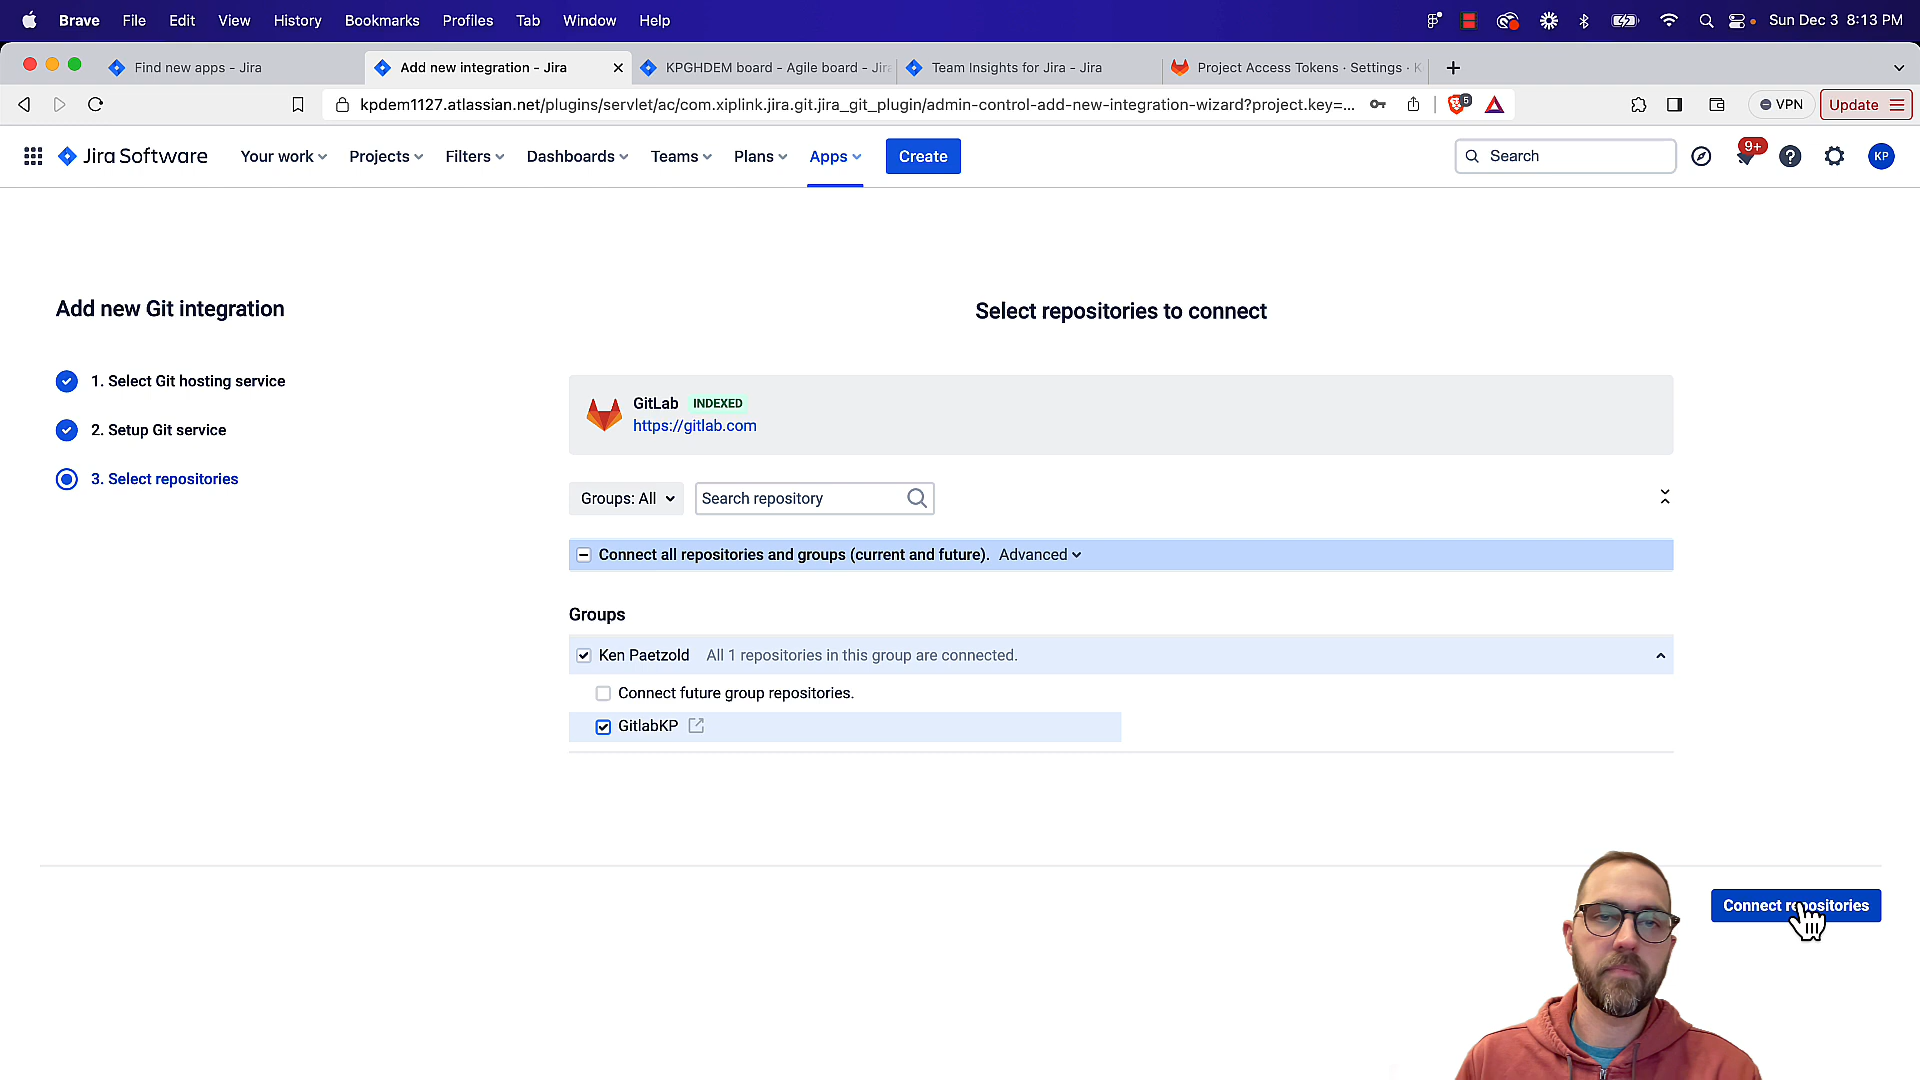 Brave File Edit View History Bookmarks Profiles Tab Window Help Sun Dec 3 8:13 PM
Find new apps - Jira Add new integration - Jira KPGHDEM board - Agile board - Jira Team Insights for Jira - Jira Project Access Tokens · Settings · K
kpdem1127.atlassian.net/plugins/servlet/ac/com.xiplink.jira.git.jira_git_plugin/admin-control-add-new-integration-wizard?project.key=... 6 VPN Update
Jira Software Your work Projects Filters Dashboards Teams Plans Apps Create Search 9+ KP
Add new Git integration
1. Select Git hosting service
2. Setup Git service
3. Select repositories
Select repositories to connect
GitLab INDEXED
https://gitlab.com
Groups: All Search repository
Connect all repositories and groups (current and future). Advanced
Groups
Ken Paetzold All 1 repositories in this group are connected.
Connect future group repositories.
GitlabKP
Connect repositories